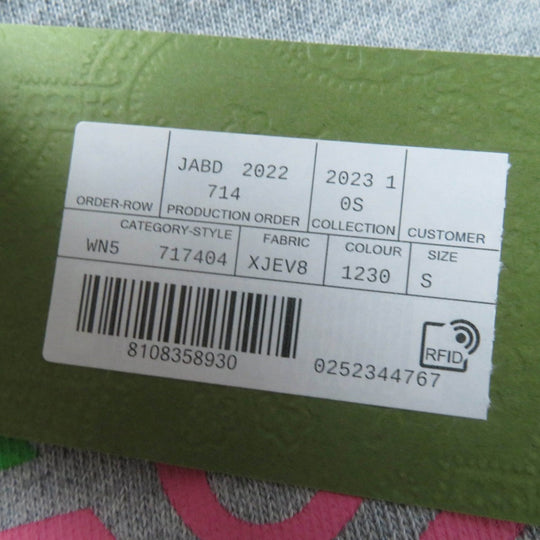 JABD 2022 2023 1
714 0S
ORDER-ROW PRODUCTION ORDER COLLECTION CUSTOMER
CATEGORY-STYLE FABRIC COLOUR SIZE
WN5 717404 XJEV8 1230 S
8108358930 0252344767
RFID